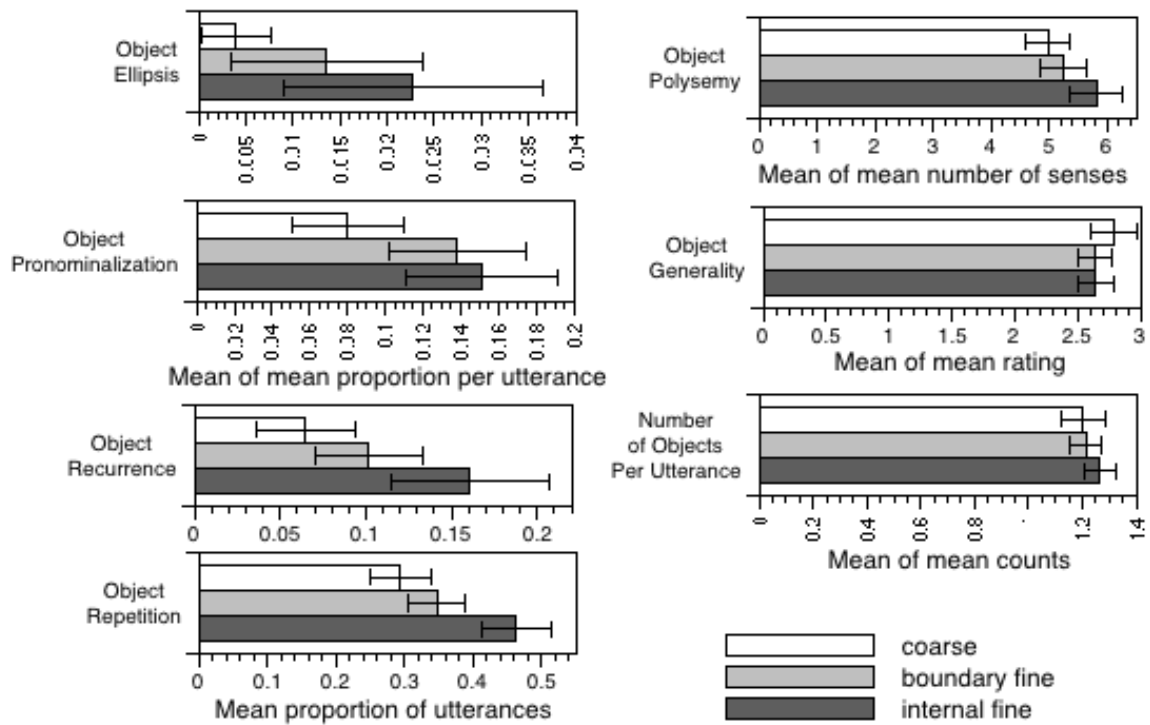 Object
Ellipsis
0 0.005 0.01 0.015 0.02 0.025 0.03 0.035 0.04
Object
Pronominalization
0 0.02 0.04 0.06 0.08 0.1 0.12 0.14 0.16 0.18 0.2
Mean of mean proportion per utterance
Object
Recurrence
0 0.05 0.1 0.15 0.2
Object
Repetition
0 0.1 0.2 0.3 0.4 0.5
Mean proportion of utterances
Object
Polysemy
0 1 2 3 4 5 6
Mean of mean number of senses
Object
Generality
0 0.5 1 1.5 2 2.5 3
Mean of mean rating
Number
of Objects
Per Utterance
0 0.2 0.4 0.6 0.8 1.2 1.4
Mean of mean counts
coarse
boundary fine
internal fine